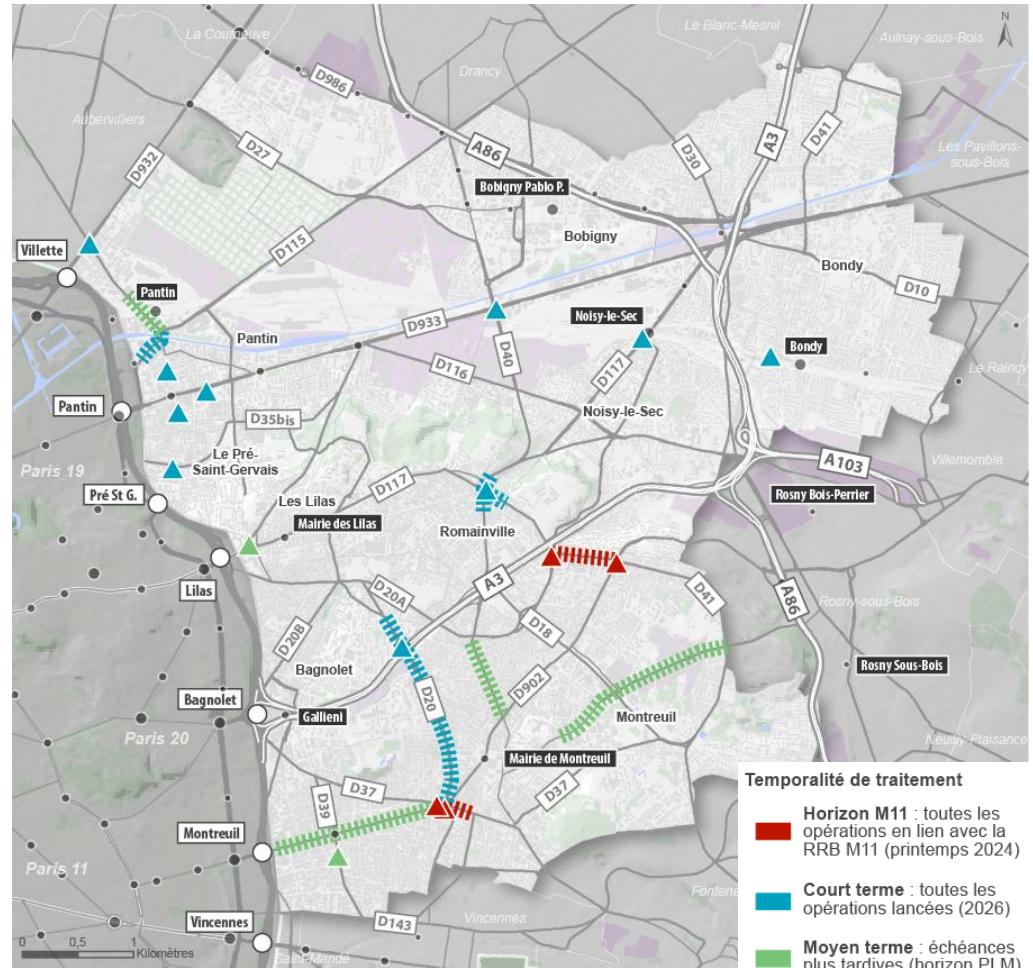 La Courneuve
Le Blanc-Mesnil
N
Aulnay-sous-Bois
Drancy
D986
Aubervilliers
D27
A86
D30
A3
D41
Les Pavillons-
sous-Bois
D932
Bobigny Pablo P.
Villette
D115
Bobigny
Bondy
Pantin
D10
D933
Noisy-le-Sec
Pantin
D40
Bondy
D116
D117
Le Raincy
Pantin
D35bis
Noisy-le-Sec
Le Pré-
Saint-Gervais
A103
Villemomble
Paris 19
D117
Pré St G.
Les Lilas
Rosny Bois-Perrier
Mairie des Lilas
Romainville
Lilas
A3
D20A
D41
A86
Rosny-sous-Bois
D20B
D18
Bagnolet
D902
Rosny Sous-Bois
Bagnolet
D20
Gallieni
Montreuil
Paris 20
Mairie de Montreuil
Neuilly-Plaisance
D37
D37
D39
Montreuil
Paris 11
Vincennes
D143
Vincennes
Saint-Mandé
0 0,5 1
Kilomètres
Temporalité de traitement
Horizon M11 : toutes les
opérations en lien avec la
RRB M11 (printemps 2024)
Court terme : toutes les
opérations lancées (2026)
Moyen terme : échéances
plus tardives (horizon PLM)